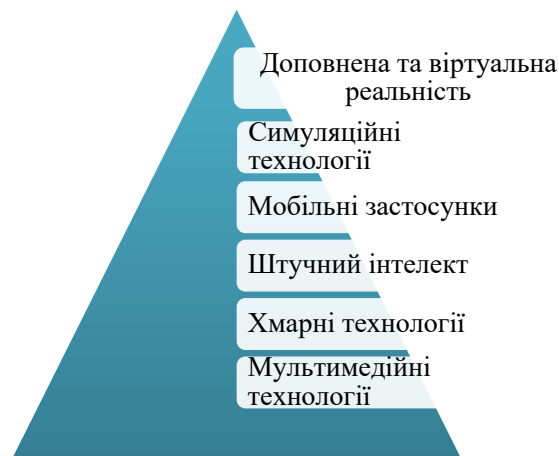 Доповнена та віртуальна
реальність
Симуляційні
технології
Мобільні застосунки
Штучний інтелект
Хмарні технології
Мультимедійні
технології